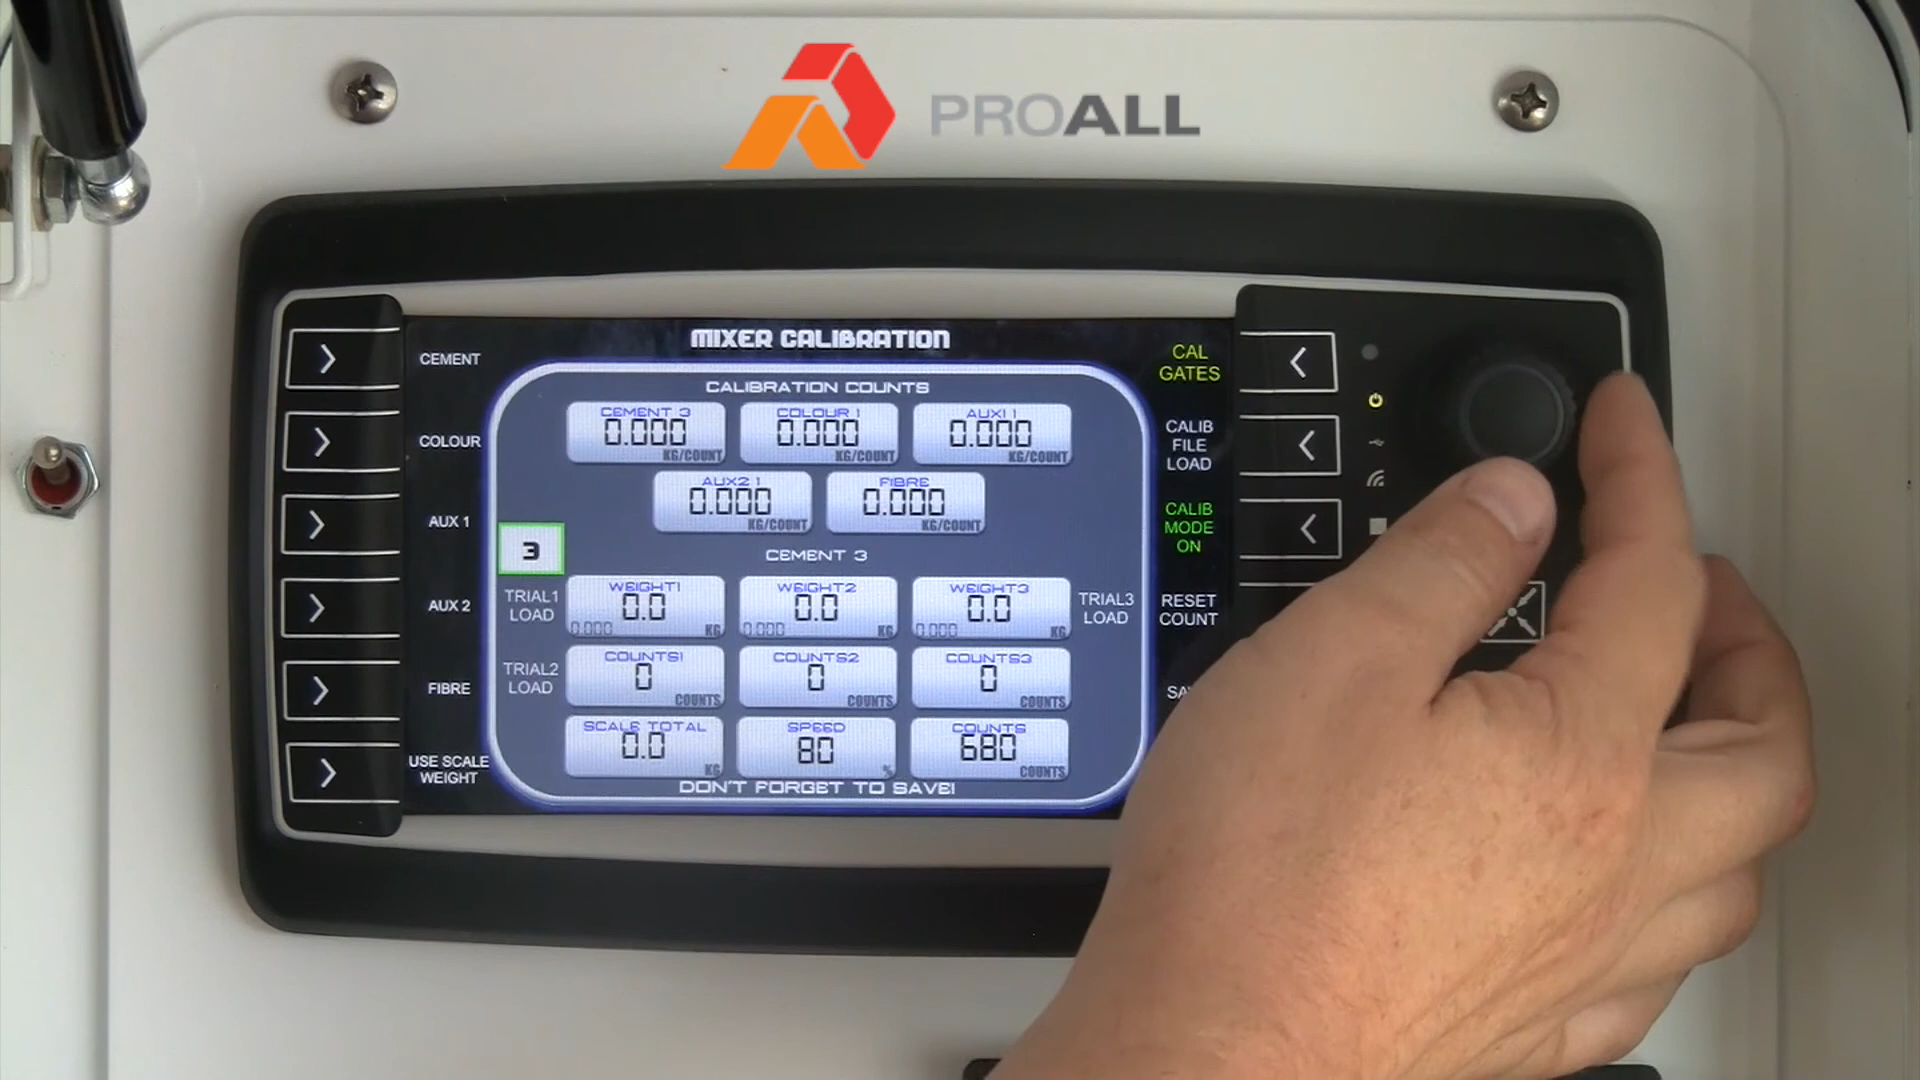 PROALL
MIXER CALIBRATION
CALIBRATION COUNTS
CEMENT
COLOUR
AUX 1
AUX 2
FIBRE
USE SCALE
WEIGHT
CEMENT 3
0.000
KG/COUNT
COLOUR 1
0.000
KG/COUNT
AUX1 1
0.000
KG/COUNT
AUX2 1
0.000
KG/COUNT
FIBRE
0.000
KG/COUNT
3
CEMENT 3
TRIAL1
LOAD
WEIGHT1
0.0
0.000 KG
WEIGHT2
0.0
0.000 KG
WEIGHT3
0.0
0.000 KG
TRIAL3
LOAD
TRIAL2
LOAD
COUNTS1
0
COUNTS
COUNTS2
0
COUNTS
COUNTS3
0
COUNTS
SCALE TOTAL
0.0
KG
SPEED
80
%
COUNTS
680
COUNTS
DON'T FORGET TO SAVE!
CAL
GATES
CALIB
FILE
LOAD
CALIB
MODE
ON
RESET
COUNT